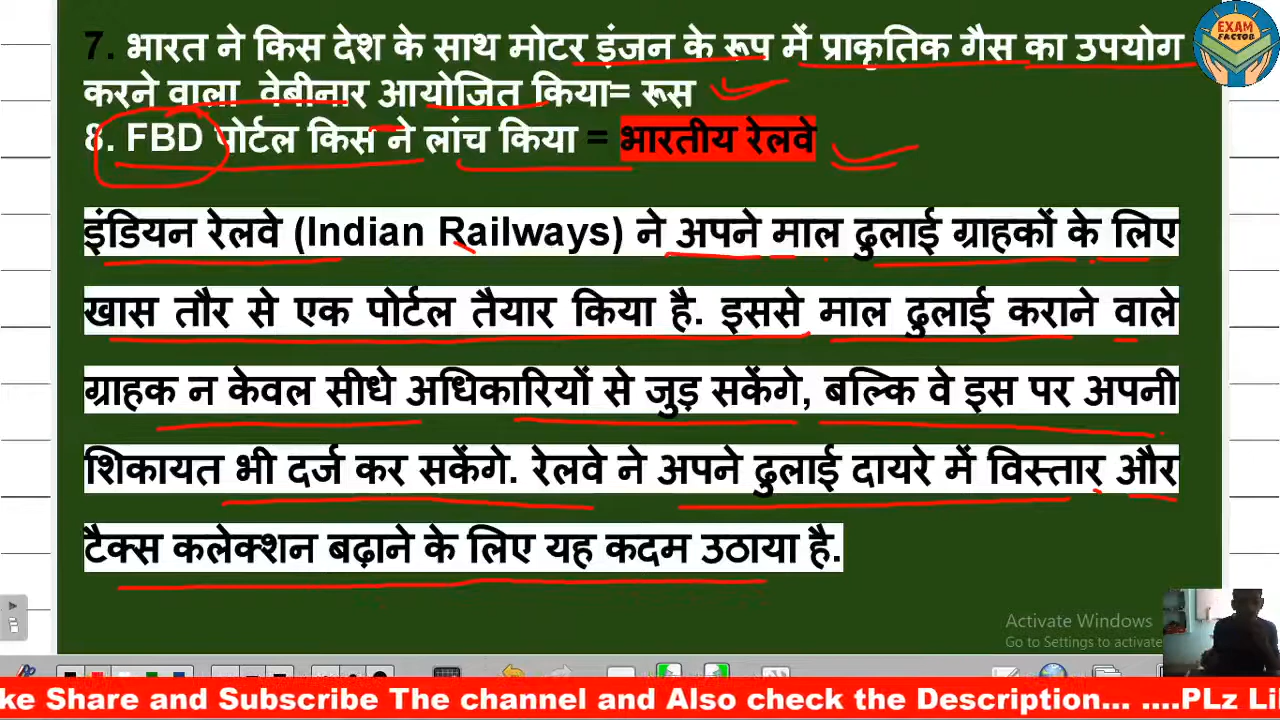 7. भारत ने किस देश के साथ मोटर इंजन के रूप में प्राकृतिक गैस का उपयोग
करने वाला वेबीनार आयोजित किया= रूस
8. FBD पोर्टल किस ने लांच किया = भारतीय रेलवे
इंडियन रेलवे (Indian Railways) ने अपने माल ढुलाई ग्राहकों के लिए
खास तौर से एक पोर्टल तैयार किया है. इससे माल ढुलाई कराने वाले
ग्राहक न केवल सीधे अधिकारियों से जुड़ सकेंगे, बल्कि वे इस पर अपनी
शिकायत भी दर्ज कर सकेंगे. रेलवे ने अपने ढुलाई दायरे में विस्तार और
टैक्स कलेक्शन बढ़ाने के लिए यह कदम उठाया है.
EXAM
FACTOR
Activate Windows
Go to Settings to activate
ke Share and Subscribe The channel and Also check the Description... ....PLz Li